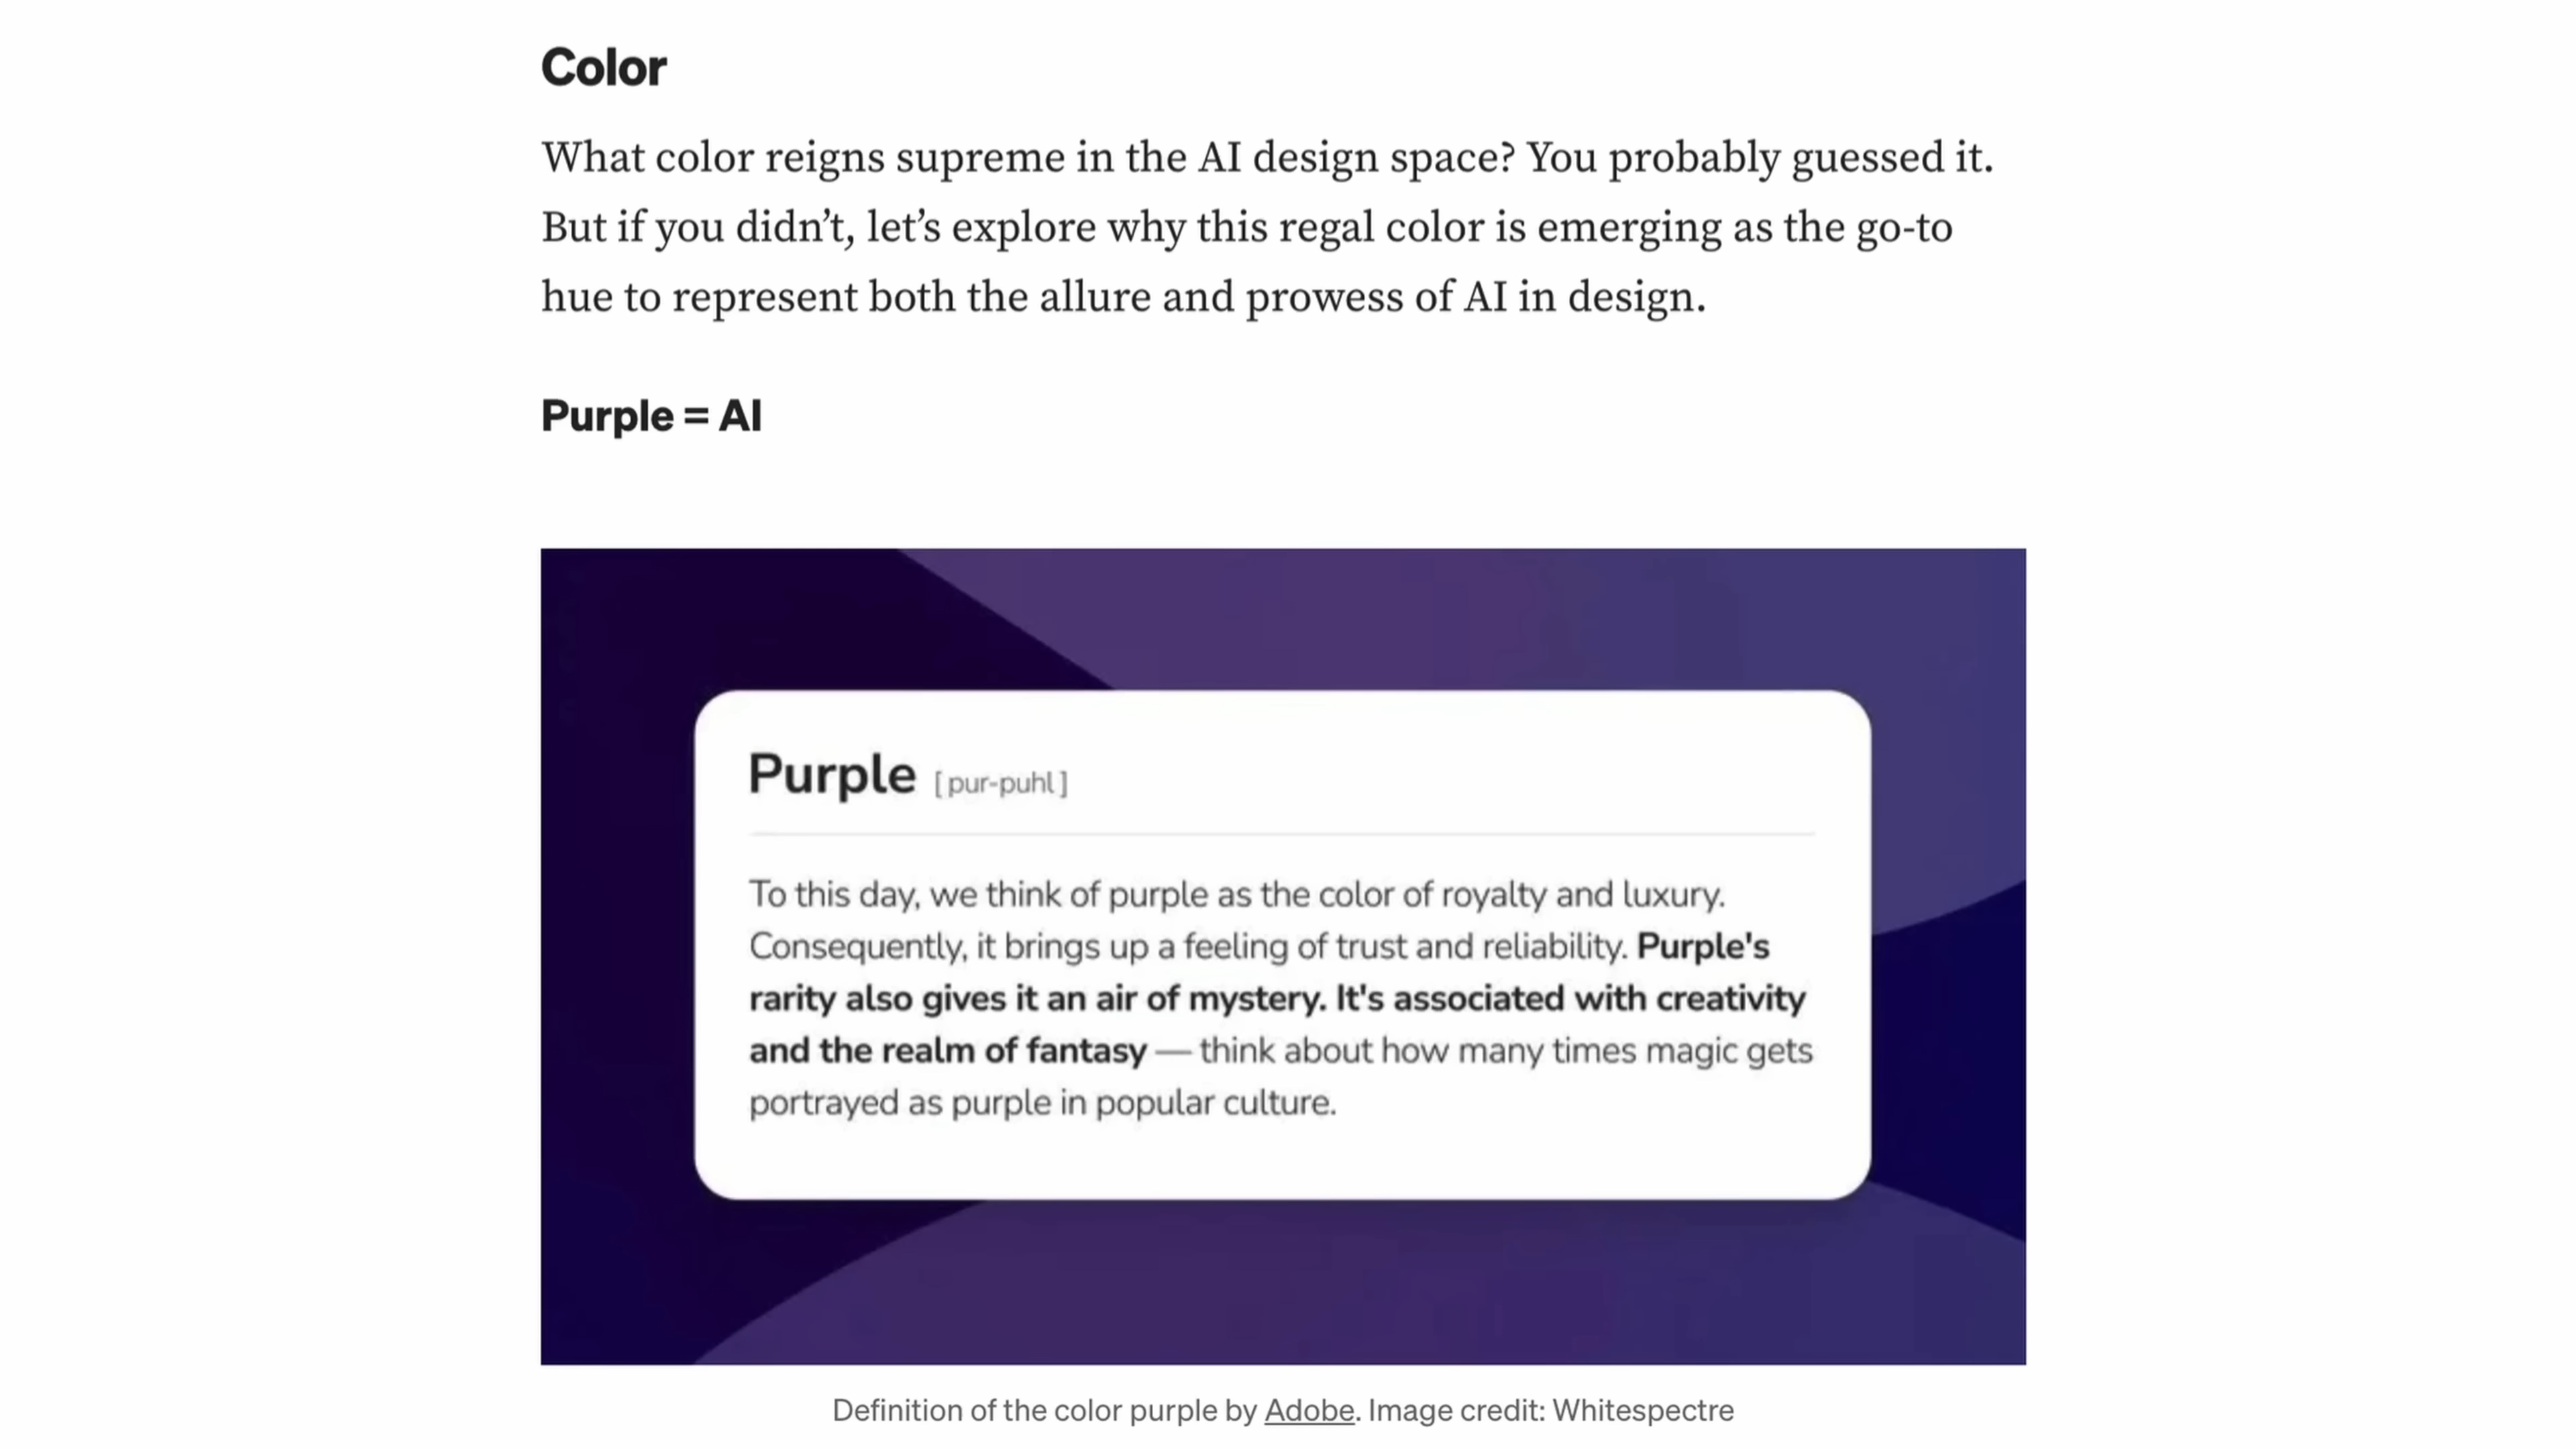 Color
What color reigns supreme in the AI design space? You probably guessed it.
But if you didn’t, let’s explore why this regal color is emerging as the go-to
hue to represent both the allure and prowess of AI in design.
Purple = AI
Purple [ pur-puhl ]
To this day, we think of purple as the color of royalty and luxury.
Consequently, it brings up a feeling of trust and reliability. Purple's
rarity also gives it an air of mystery. It's associated with creativity
and the realm of fantasy — think about how many times magic gets
portrayed as purple in popular culture.
Definition of the color purple by Adobe. Image credit: Whitespectre